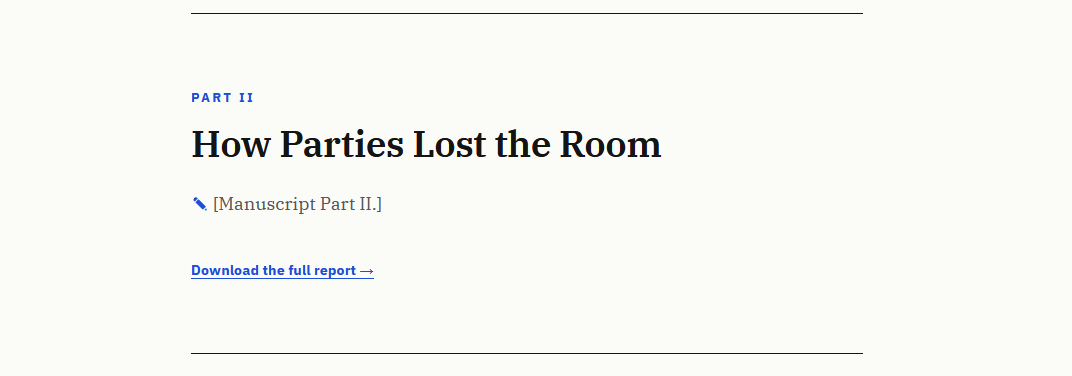 PART II
How Parties Lost the Room
✏ [Manuscript Part II.]
Download the full report →